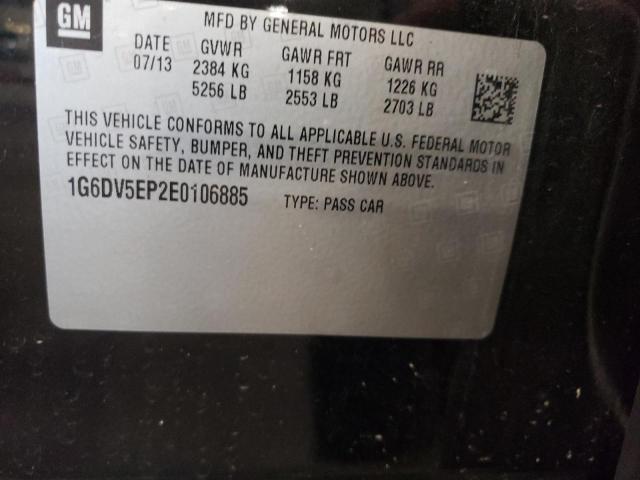 GM
MFD BY GENERAL MOTORS LLC
DATE GVWR GAWR FRT GAWR RR
07/13 2384 KG 1158 KG 1226 KG
5256 LB 2553 LB 2703 LB
THIS VEHICLE CONFORMS TO ALL APPLICABLE U.S. FEDERAL MOTOR
VEHICLE SAFETY, BUMPER, AND THEFT PREVENTION STANDARDS IN
EFFECT ON THE DATE OF MANUFACTURE SHOWN ABOVE.
1G6DV5EP2E0106885 TYPE: PASS CAR